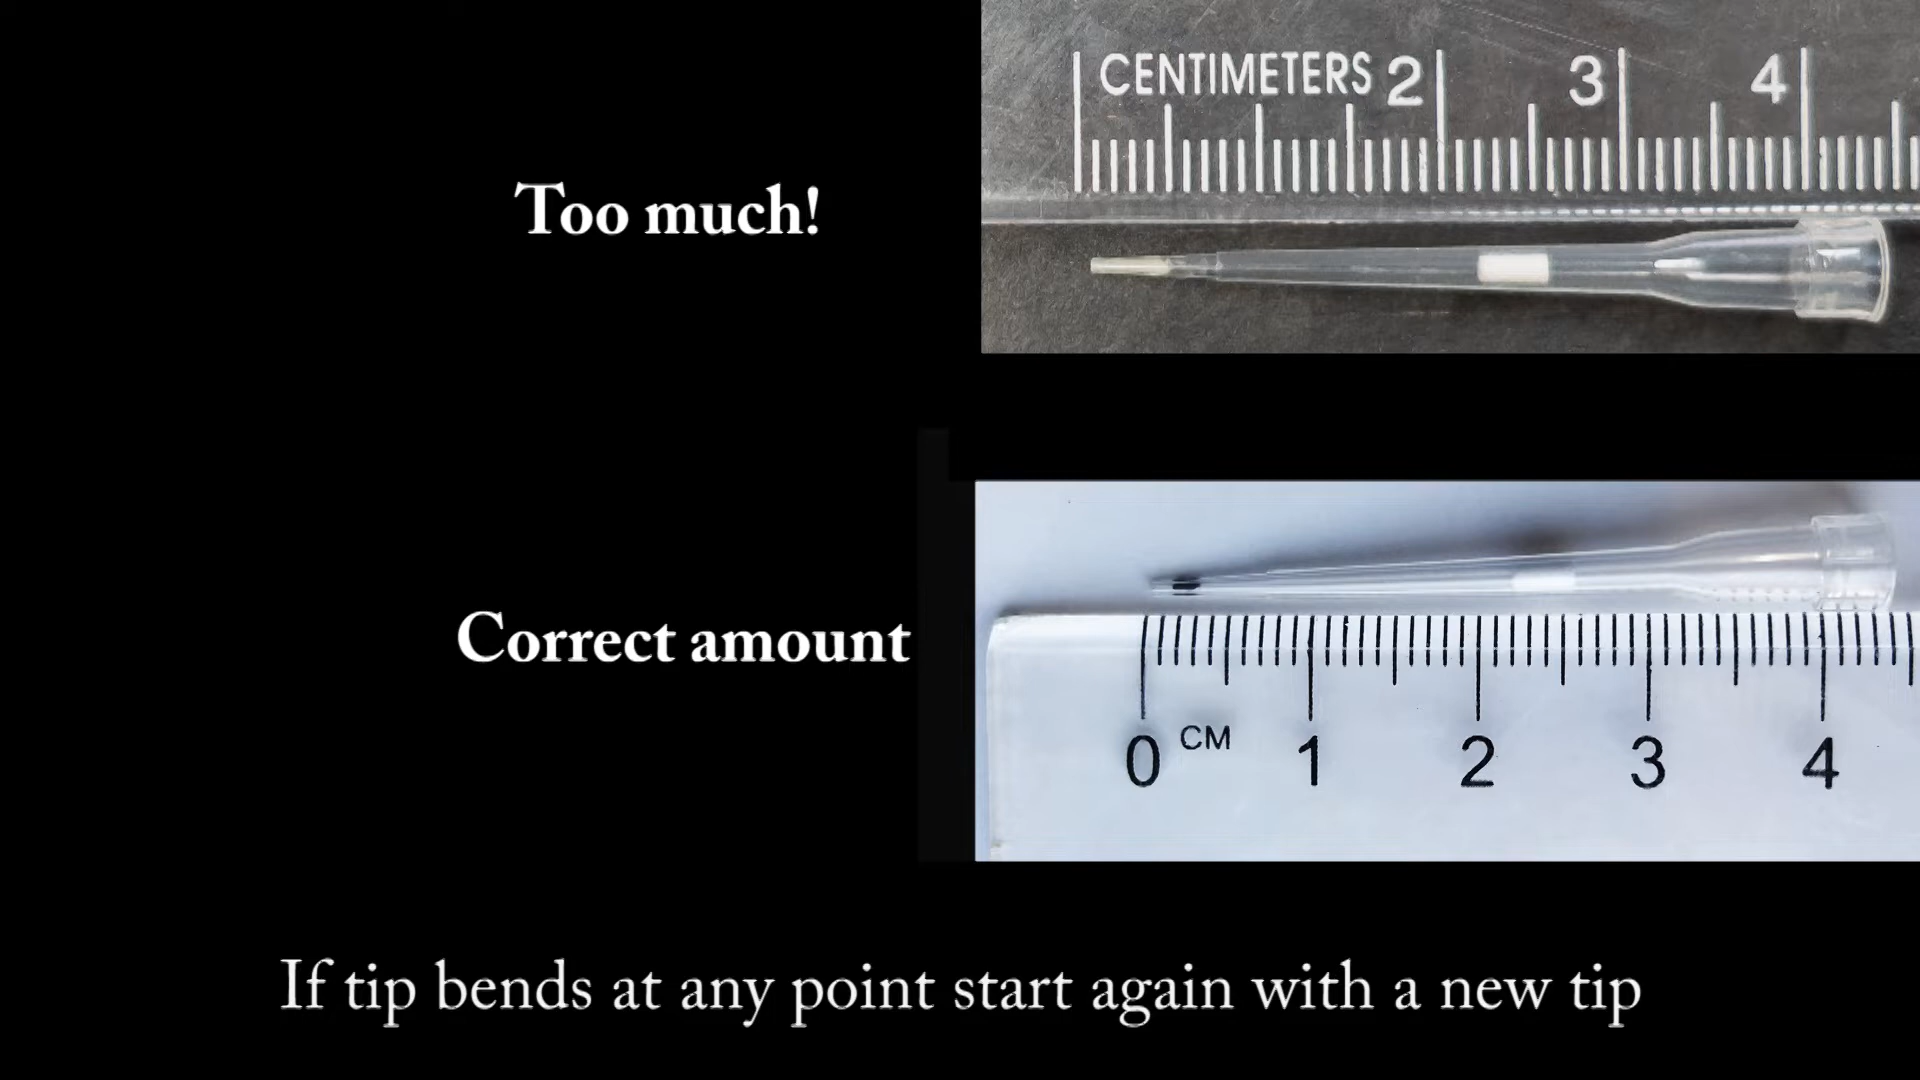 CENTIMETERS 2 3 4
Too much!
Correct amount
0 CM 1 2 3 4
If tip bends at any point start again with a new tip